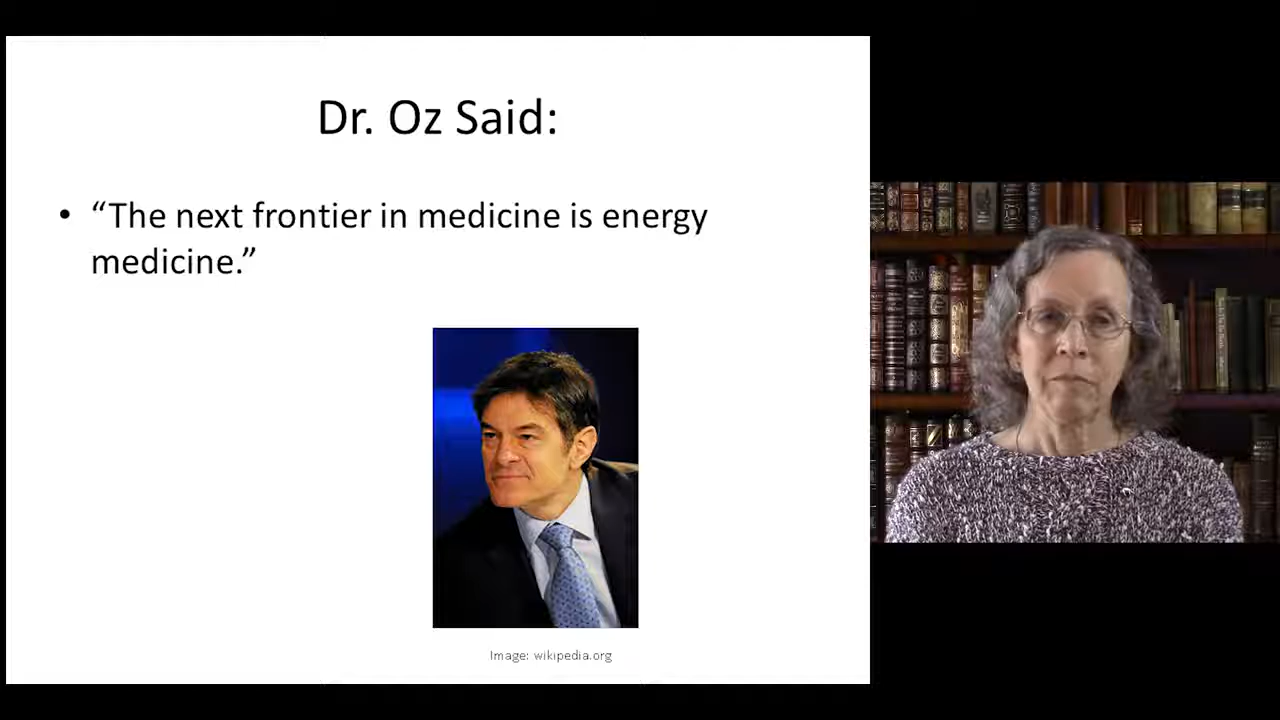 Dr. Oz Said:
• “The next frontier in medicine is energy
medicine.”
Image: wikipedia.org